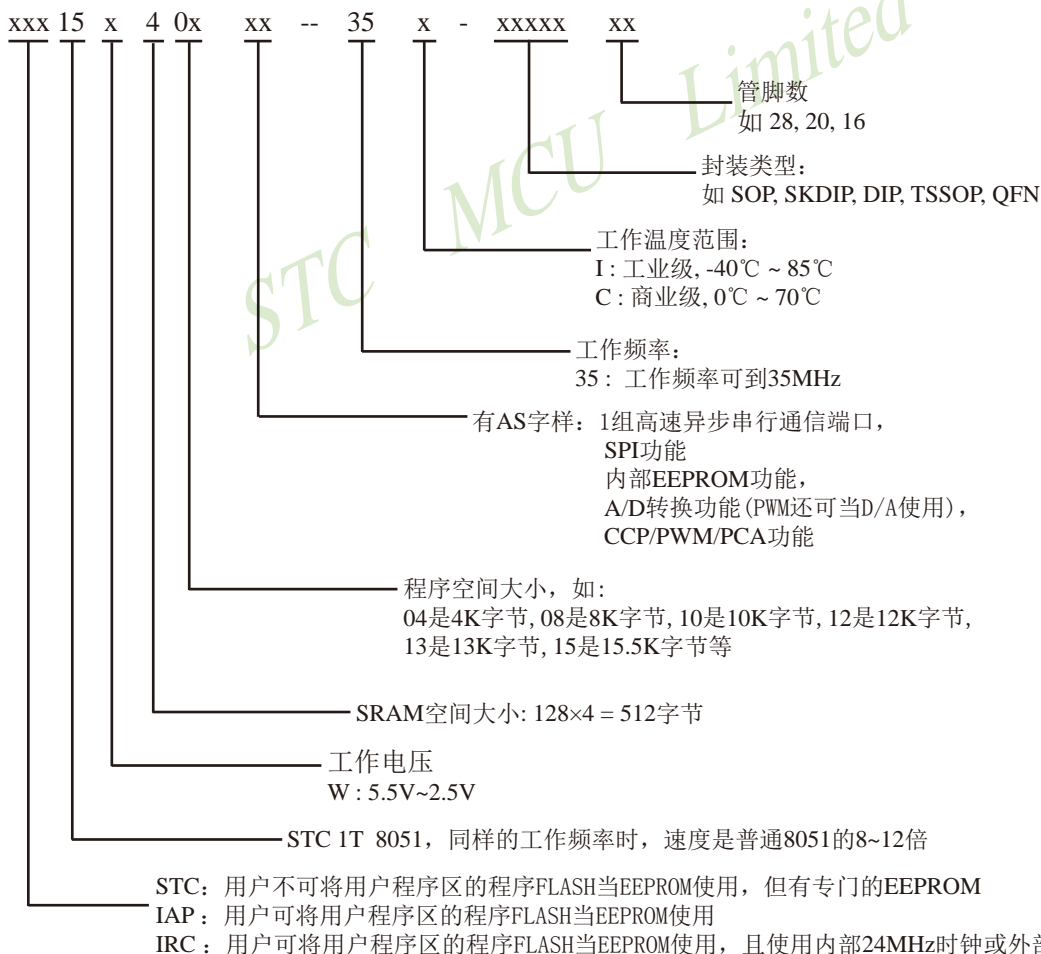 xxx 15 x 4 0x xx -- 35 x - xxxxx xx
管脚数
如 28, 20, 16
封装类型：
如 SOP, SKDIP, DIP, TSSOP, QFN
工作温度范围：
I : 工业级, -40℃ ~ 85℃
C : 商业级, 0℃ ~ 70℃
工作频率：
35 : 工作频率可到35MHz
有AS字样：1组高速异步串行通信端口，
SPI功能
内部EEPROM功能，
A/D转换功能(PWM还可当D/A使用)，
CCP/PWM/PCA功能
程序空间大小，如:
04是4K字节, 08是8K字节, 10是10K字节, 12是12K字节,
13是13K字节, 15是15.5K字节等
SRAM空间大小: 128×4 = 512字节
工作电压
W : 5.5V~2.5V
STC 1T 8051，同样的工作频率时，速度是普通8051的8~12倍
STC：用户不可将用户程序区的程序FLASH当EEPROM使用，但有专门的EEPROM
IAP：用户可将用户程序区的程序FLASH当EEPROM使用
IRC：用户可将用户程序区的程序FLASH当EEPROM使用，且使用内部24MHz时钟或外部
STC MCU Limited